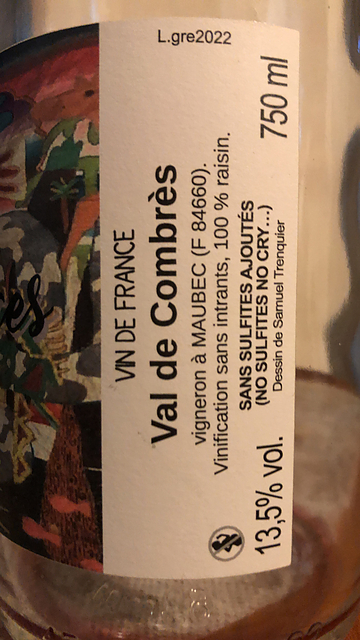 L.gre2022
VIN DE FRANCE
Val de Combrès
vigneron à MAUBEC (F 84660).
Vinification sans intrants, 100 % raisin.
SANS SULFITES AJOUTÉS
(NO SULFITES NO CRY...)
Dessin de Samuel Trenquier
13,5% vol.
750 ml